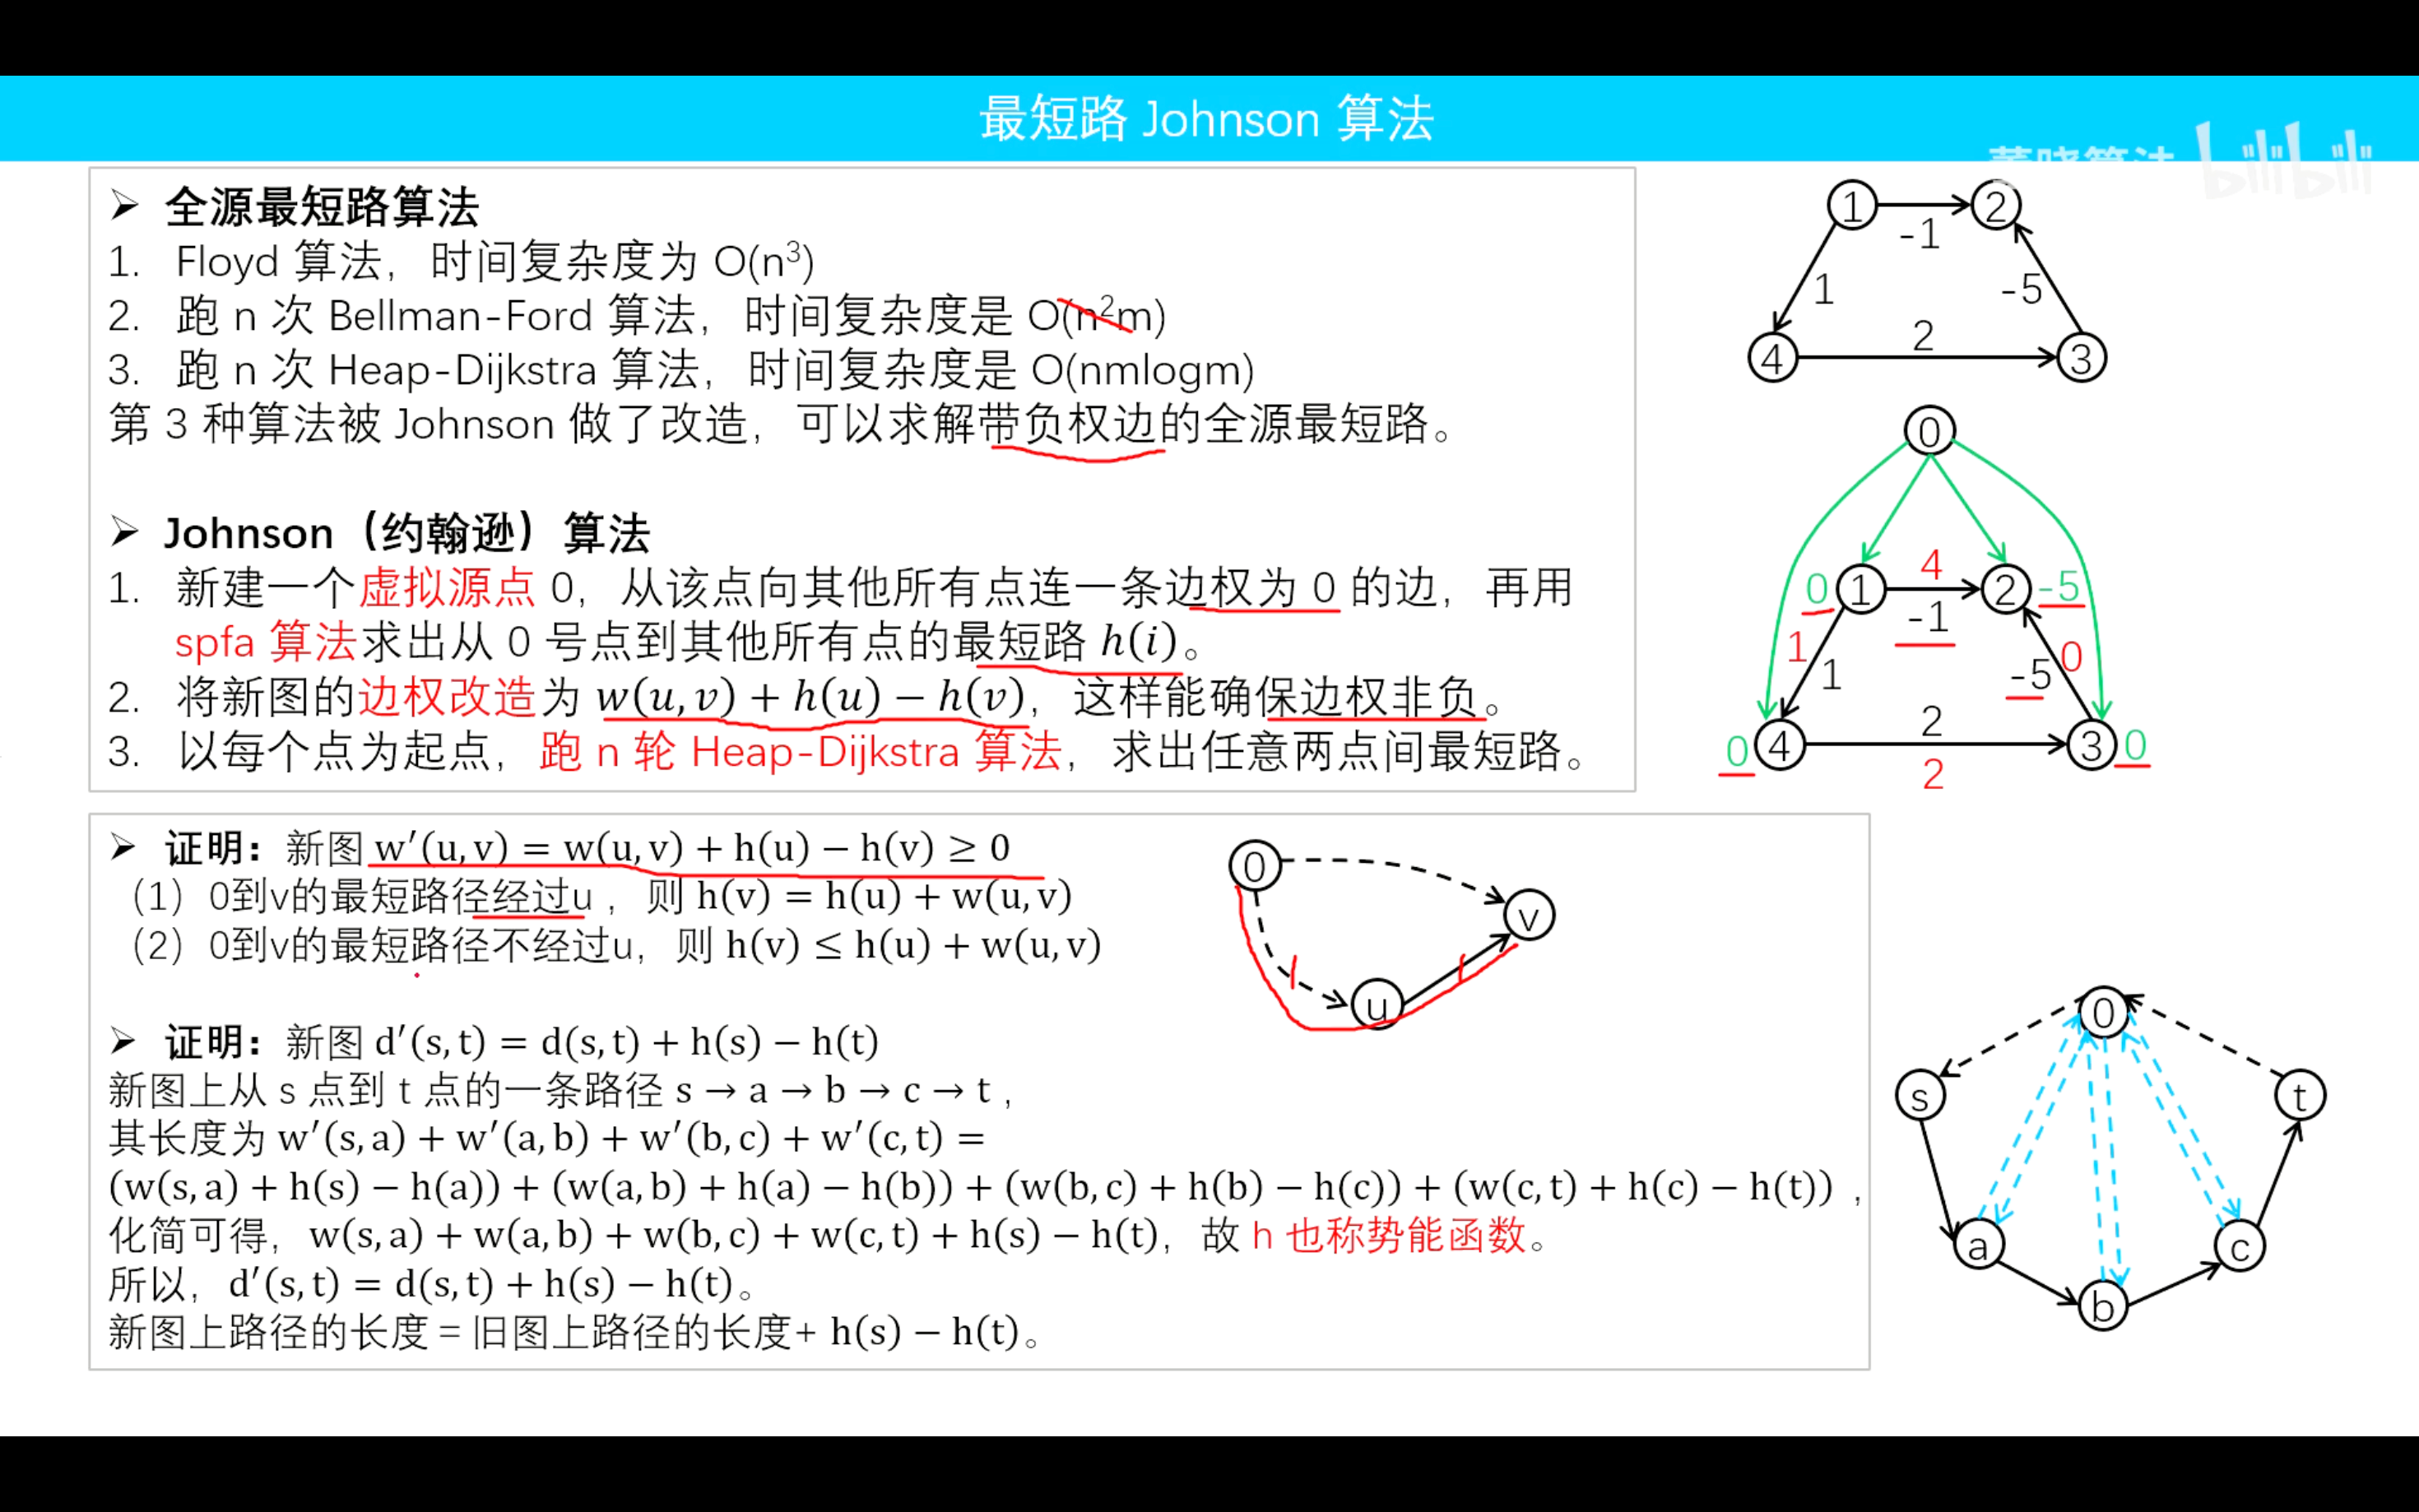 最短路 Johnson 算法
董晓算法 bilibili
➢ 全源最短路算法
1. Floyd 算法，时间复杂度为 O(n³)
2. 跑 n 次 Bellman-Ford 算法，时间复杂度是 O(n²m)
3. 跑 n 次 Heap-Dijkstra 算法，时间复杂度是 O(nmlogm)
第 3 种算法被 Johnson 做了改造，可以求解带负权边的全源最短路。
➢ Johnson（约翰逊）算法
1. 新建一个虚拟源点 0，从该点向其他所有点连一条边权为 0 的边，再用
spfa 算法求出从 0 号点到其他所有点的最短路 h(i)。
2. 将新图的边权改造为 w(u, v) + h(u) − h(v)，这样能确保边权非负。
3. 以每个点为起点，跑 n 轮 Heap-Dijkstra 算法，求出任意两点间最短路。
1 2
-1
1 -5
2
4 3
0
4
0 1 2 -5
-1
1 1 -5 0
2
0 4 3 0
2
➢ 证明：新图 w′(u, v) = w(u, v) + h(u) − h(v) ≥ 0
（1）0到v的最短路径经过u，则 h(v) = h(u) + w(u, v)
（2）0到v的最短路径不经过u，则 h(v) ≤ h(u) + w(u, v)
0
v
u
➢ 证明：新图 d′(s, t) = d(s, t) + h(s) − h(t)
新图上从 s 点到 t 点的一条路径 s → a → b → c → t ,
其长度为 w′(s, a) + w′(a, b) + w′(b, c) + w′(c, t) =
(w(s, a) + h(s) − h(a)) + (w(a, b) + h(a) − h(b)) + (w(b, c) + h(b) − h(c)) + (w(c, t) + h(c) − h(t)) ,
化简可得，w(s, a) + w(a, b) + w(b, c) + w(c, t) + h(s) − h(t)，故 h 也称势能函数。
所以，d′(s, t) = d(s, t) + h(s) − h(t)。
新图上路径的长度 = 旧图上路径的长度+ h(s) − h(t)。
0
s t
a c
b